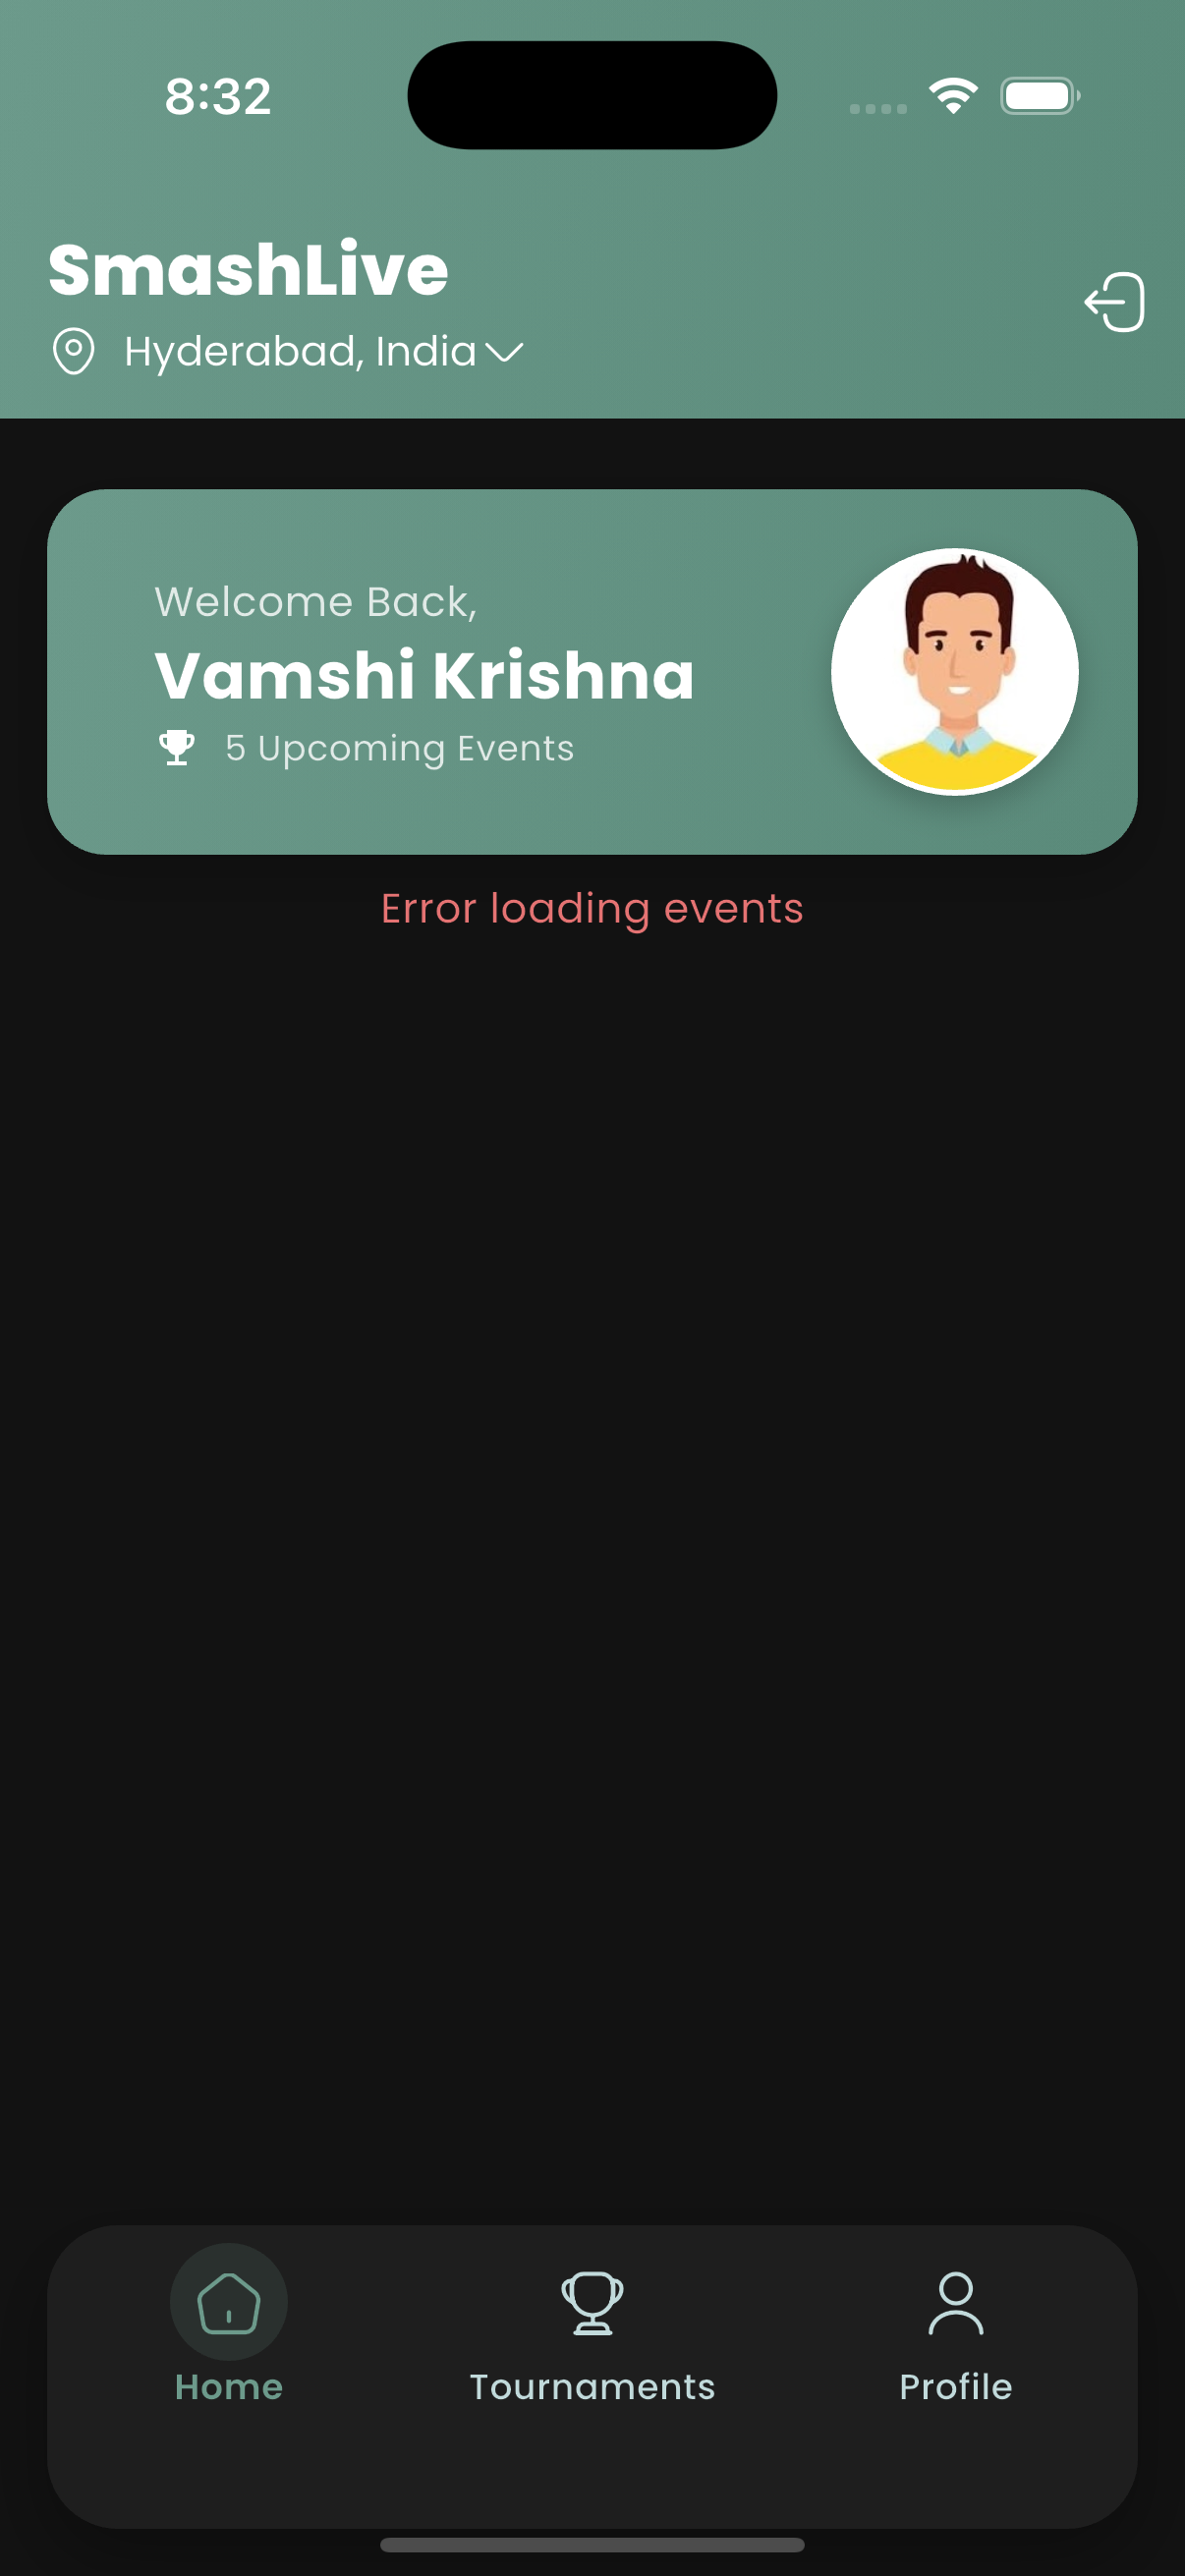 8:32
SmashLive
Hyderabad, India
Welcome Back,
Vamshi Krishna
5 Upcoming Events
Error loading events
Home
Tournaments
Profile